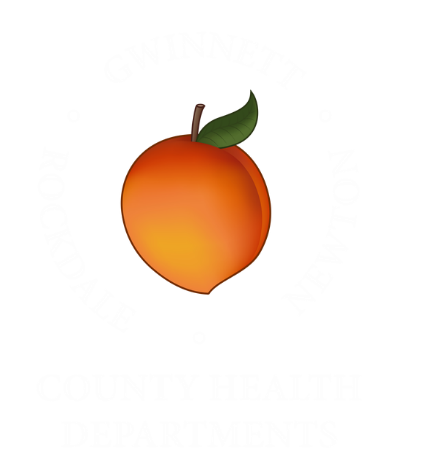 GWINNETT
ROCKDALE
NEWTON
COUNTY HEALTH
DEPARTMENTS